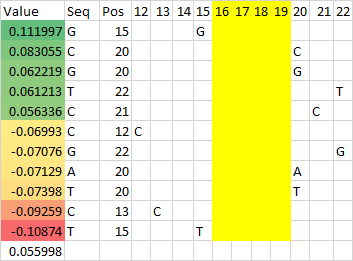 Value Seq Pos 12 13 14 15 16 17 18 19 20 21 22
0.111997 G 15 G
0.083055 C 20 C
0.062219 G 20 G
0.061213 T 22 T
0.056336 C 21 C
-0.06993 C 12 C
-0.07076 G 22 G
-0.07129 A 20 A
-0.07398 T 20 T
-0.09259 C 13 C
-0.10874 T 15 T
0.055998